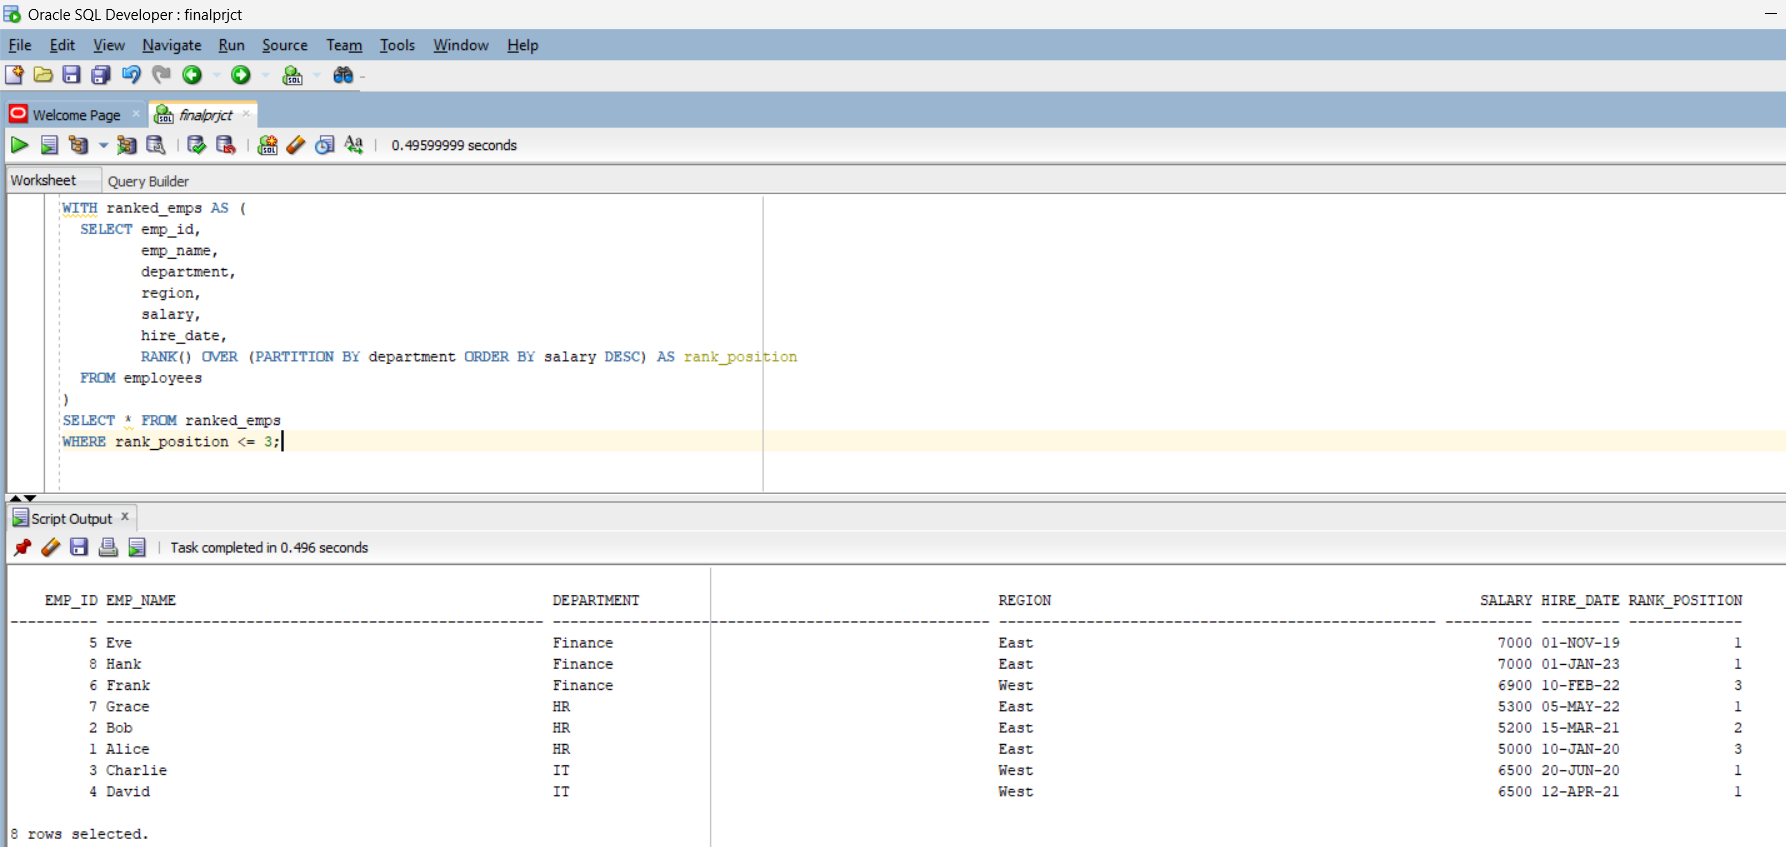 Oracle SQL Developer : finalprjct
File Edit View Navigate Run Source Team Tools Window Help
Welcome Page finalprjct
0.49599999 seconds
Worksheet Query Builder
WITH ranked_emps AS (
  SELECT emp_id,
         emp_name,
         department,
         region,
         salary,
         hire_date,
         RANK() OVER (PARTITION BY department ORDER BY salary DESC) AS rank_position
  FROM employees
)
SELECT * FROM ranked_emps
WHERE rank_position <= 3;
Script Output x
Task completed in 0.496 seconds
EMP_ID EMP_NAME DEPARTMENT REGION SALARY HIRE_DATE RANK_POSITION
---------- -------------------------------------------------- -------------------------------------------------- -------------------------------------------------- ---------- --------- -------------
5 Eve Finance East 7000 01-NOV-19 1
8 Hank Finance East 7000 01-JAN-23 1
6 Frank Finance West 6900 10-FEB-22 3
7 Grace HR East 5300 05-MAY-22 1
2 Bob HR East 5200 15-MAR-21 2
1 Alice HR East 5000 10-JAN-20 3
3 Charlie IT West 6500 20-JUN-20 1
4 David IT West 6500 12-APR-21 1
8 rows selected.